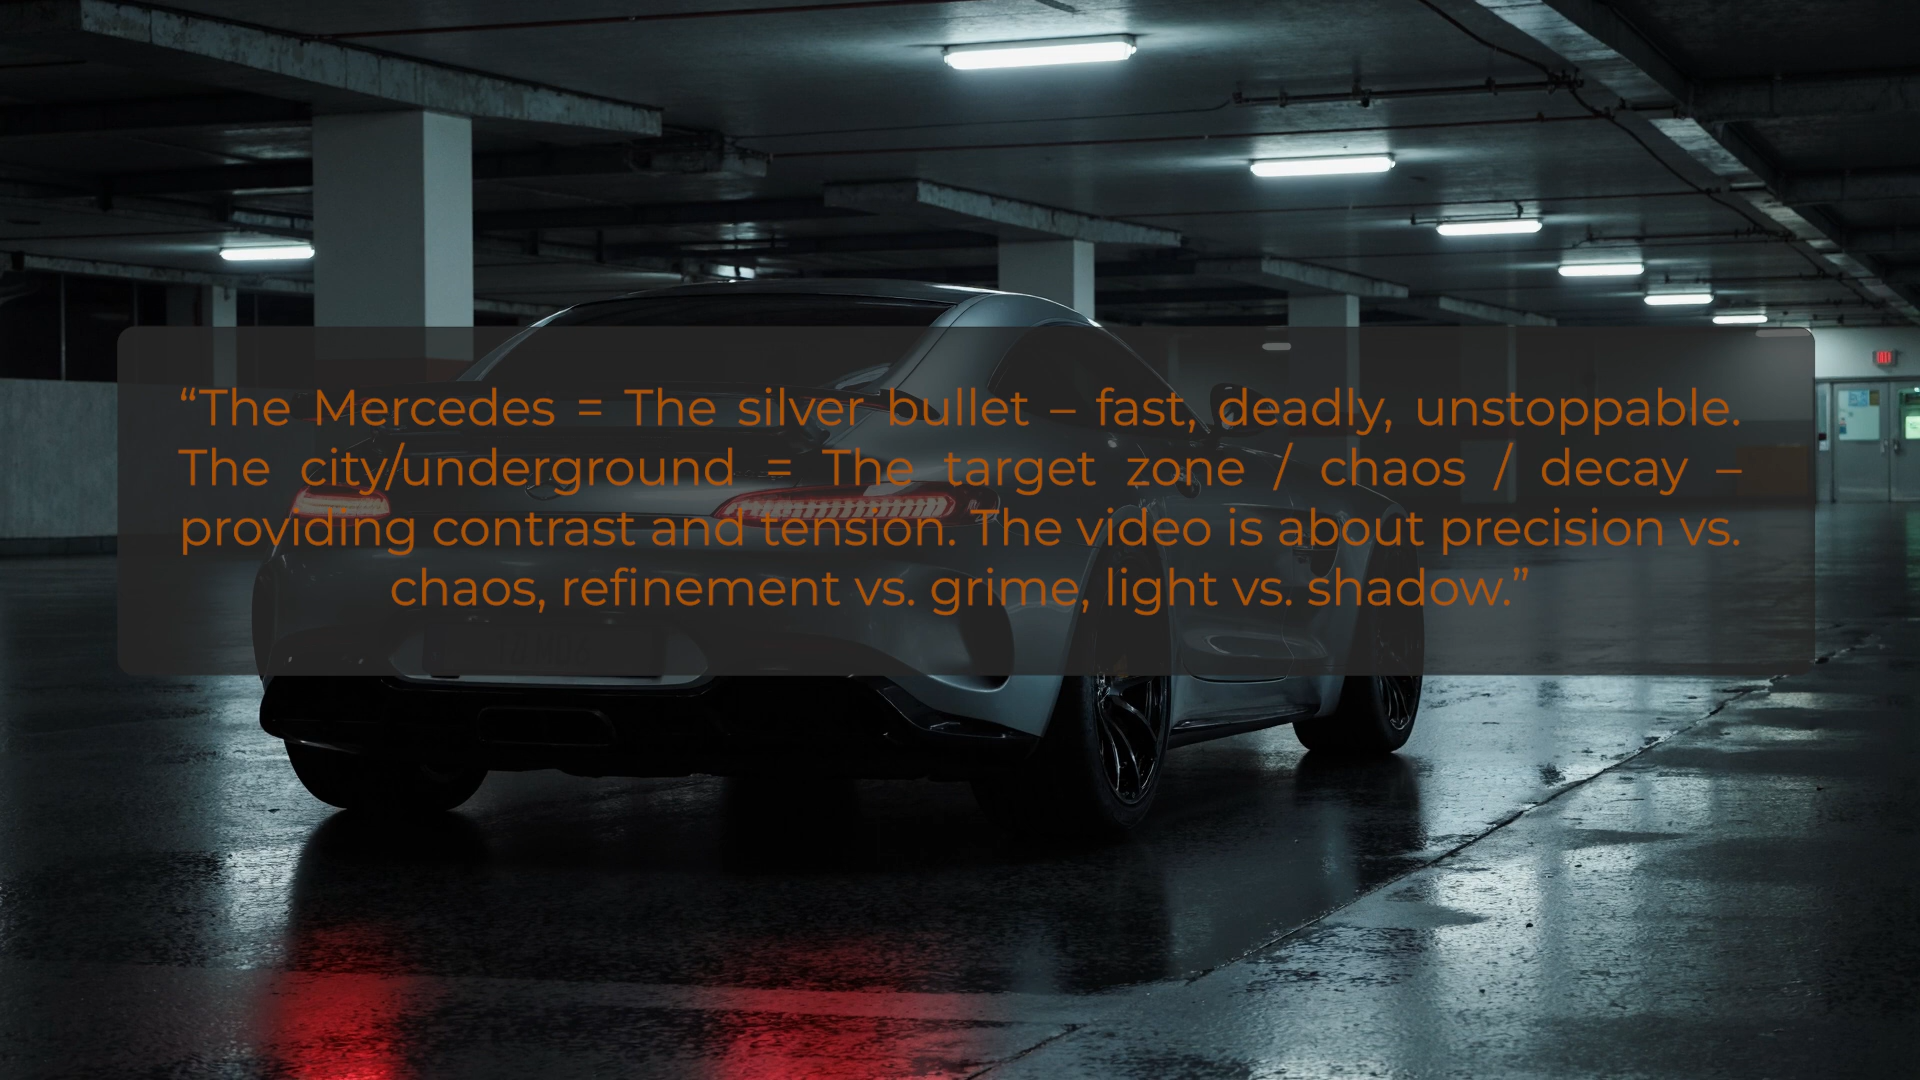 “The Mercedes = The silver bullet – fast, deadly, unstoppable.
The city/underground = The target zone / chaos / decay –
providing contrast and tension. The video is about precision vs.
chaos, refinement vs. grime, light vs. shadow.”